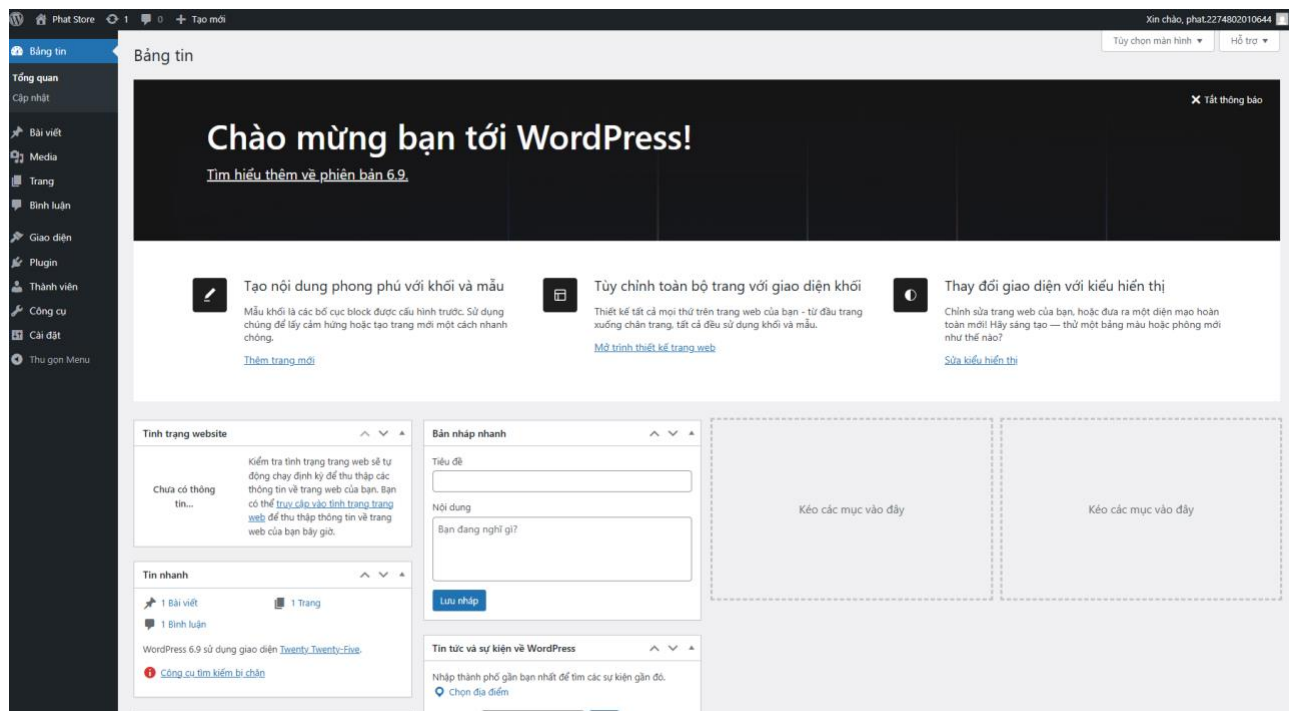 Phat Store 1 0 + Tạo mới
Xin chào, phat.2274802010644
Bảng tin
Tổng quan
Cập nhật
Bài viết
Media
Trang
Bình luận
Giao diện
Plugin
Thành viên
Công cụ
Cài đặt
Thu gọn Menu
Bảng tin
Tùy chọn màn hình
Hỗ trợ
Tắt thông báo
Chào mừng bạn tới WordPress!
Tìm hiểu thêm về phiên bản 6.9.
Tạo nội dung phong phú với khối và mẫu
Mẫu khối là các bố cục block được cấu
hình trước. Sử dụng
chúng để lấy cảm hứng hoặc tạo trang mới một cách nhanh
chóng.
Thêm trang mới
Tùy chỉnh toàn bộ trang với giao diện khối
Thiết kế tất cả mọi thứ trên trang web của bạn - từ đầu trang
xuống chân trang, tất cả đều sử dụng khối và mẫu.
Mở trình thiết kế trang web
Thay đổi giao diện với kiểu hiển thị
Chỉnh sửa trang web của bạn, hoặc đưa ra một diện mạo hoàn
toàn mới! Hãy sáng tạo — thử một bảng màu hoặc phông mới
như thế nào?
Sửa kiểu hiển thị
Tình trạng website
Chưa có thông
tin...
Kiểm tra tình trạng trang web sẽ tự
động chạy định kỳ để thu thập các
thông tin về trang web của bạn. Bạn
có thể truy cập vào tình trạng trang
web để thu thập thông tin về trang
web của bạn bây giờ.
Tin nhanh
1 Bài viết
1 Trang
1 Bình luận
WordPress 6.9 sử dụng giao diện Twenty Twenty-Five.
Công cụ tìm kiếm bị chặn
Bản nháp nhanh
Tiêu đề
Nội dung
Bạn đang nghĩ gì?
Lưu nháp
Tin tức và sự kiện về WordPress
Nhập thành phố gần bạn nhất để tìm các sự kiện gần đó.
Chọn địa điểm
Kéo các mục vào đây
Kéo các mục vào đây